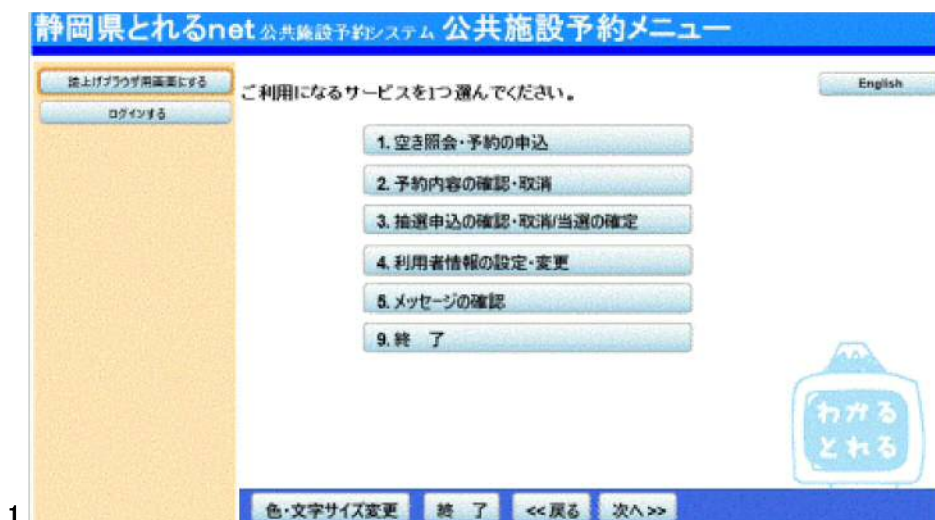 静岡県とれるnet 公共施設予約システム 公共施設予約メニュー
読上げブラウザ用画面にする
ログインする
ご利用になるサービスを1つ選んでください。
English
1. 空き照会・予約の申込
2. 予約内容の確認・取消
3. 抽選申込の確認・取消/当選の確定
4. 利用者情報の設定・変更
5. メッセージの確認
9. 終 了
わかる
とれる
色・文字サイズ変更 終 了 <<戻る 次へ>>
1